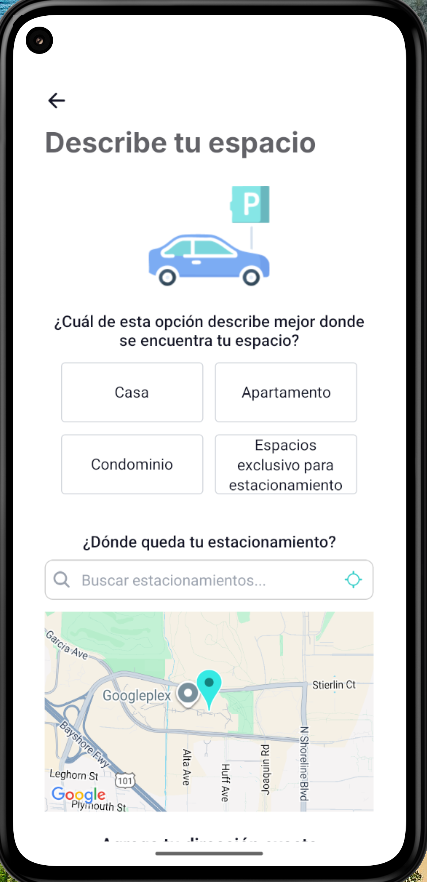 Describe tu espacio
P
¿Cuál de esta opción describe mejor donde
se encuentra tu espacio?
Casa
Apartamento
Condominio
Espacios
exclusivo para
estacionamiento
¿Dónde queda tu estacionamiento?
Buscar estacionamientos...
Garcia Ave
Googleplex
Stierlin Ct
Bayshore Fwy
Alta Ave
Huff Ave
Joaquin Rd
N Shoreline Blvd
Leghorn St
101
Google
Plymouth St